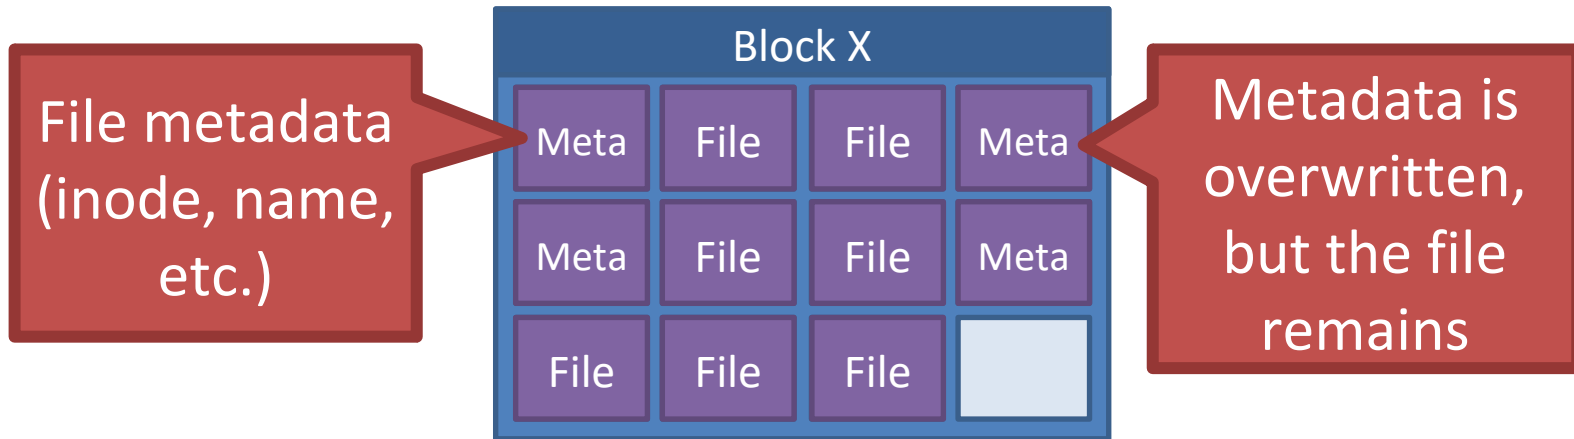 File metadata
(inode, name,
etc.)
Block X
Meta File File Meta
Meta File File Meta
File File File
Metadata is
overwritten,
but the file
remains